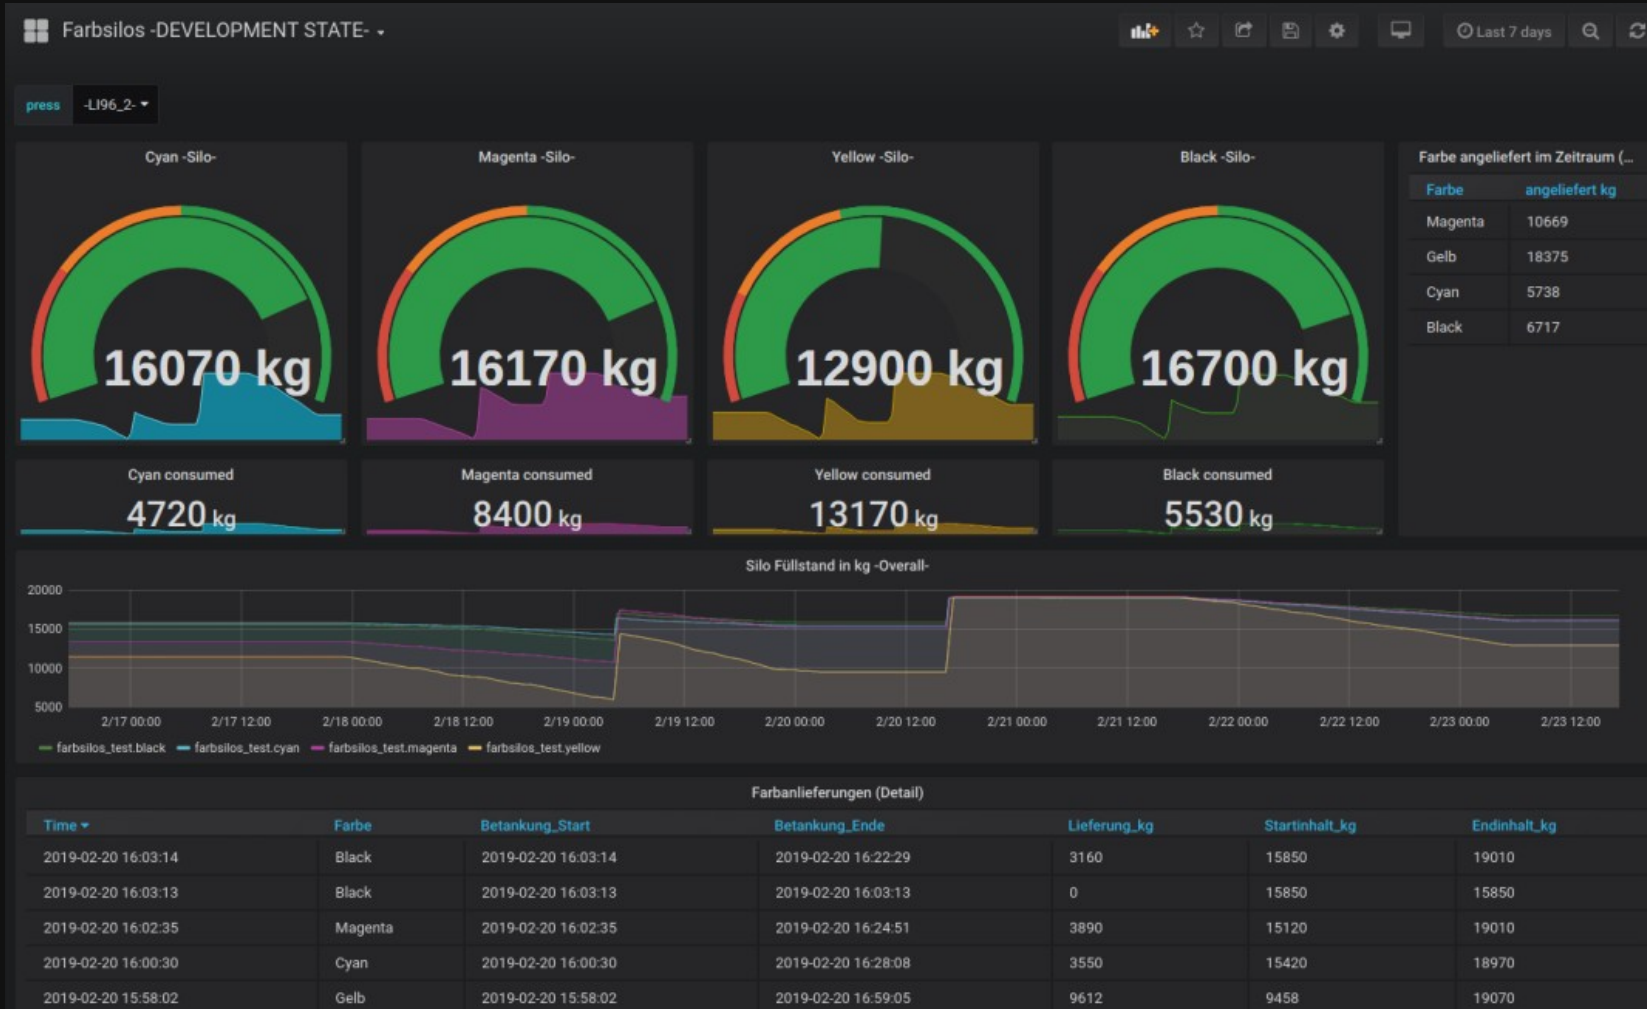 Farbsilos -DEVELOPMENT STATE-
Last 7 days
press -LI96_2-
Cyan -Silo-
16070 kg
Magenta -Silo-
16170 kg
Yellow -Silo-
12900 kg
Black -Silo-
16700 kg
Farbe angeliefert im Zeitraum (...
Farbe angeliefert kg
Magenta 10669
Gelb 18375
Cyan 5738
Black 6717
Cyan consumed
4720 kg
Magenta consumed
8400 kg
Yellow consumed
13170 kg
Black consumed
5530 kg
Silo Füllstand in kg -Overall-
20000
15000
10000
5000
2/17 00:00 2/17 12:00 2/18 00:00 2/18 12:00 2/19 00:00 2/19 12:00 2/20 00:00 2/20 12:00 2/21 00:00 2/21 12:00 2/22 00:00 2/22 12:00 2/23 00:00 2/23 12:00
farbsilos_test.black farbsilos_test.cyan farbsilos_test.magenta farbsilos_test.yellow
Farbanlieferungen (Detail)
Time Farbe Betankung_Start Betankung_Ende Lieferung_kg Startinhalt_kg Endinhalt_kg
2019-02-20 16:03:14 Black 2019-02-20 16:03:14 2019-02-20 16:22:29 3160 15850 19010
2019-02-20 16:03:13 Black 2019-02-20 16:03:13 2019-02-20 16:03:13 0 15850 15850
2019-02-20 16:02:35 Magenta 2019-02-20 16:02:35 2019-02-20 16:24:51 3890 15120 19010
2019-02-20 16:00:30 Cyan 2019-02-20 16:00:30 2019-02-20 16:28:08 3550 15420 18970
2019-02-20 15:58:02 Gelb 2019-02-20 15:58:02 2019-02-20 16:59:05 9612 9458 19070